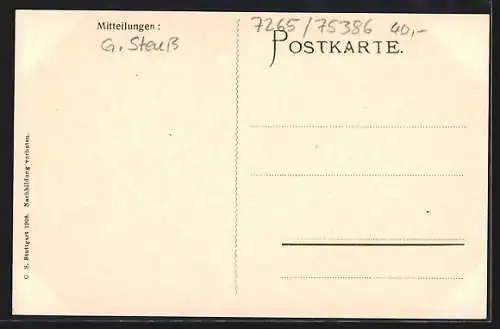 Mitteilungen:
G. Steuß
7265/75386 40,-
POSTKARTE.
G. S. Stuttgart 1908. Nachbildung verboten.